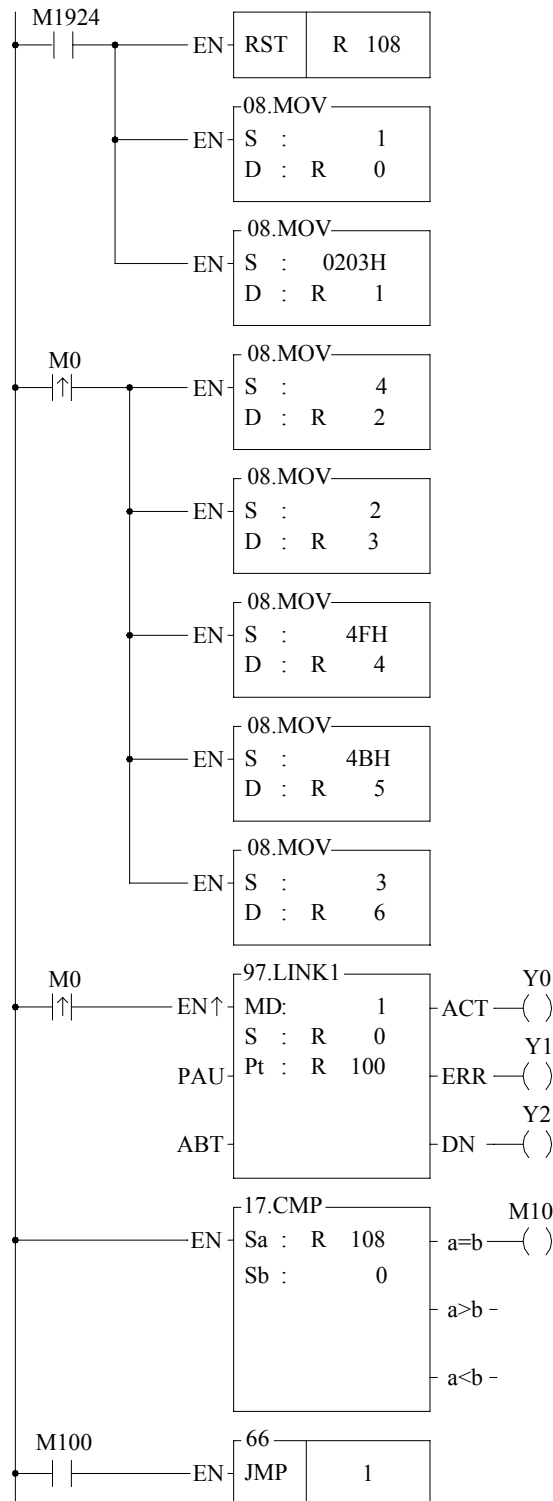 M1924
EN RST R 108
08.MOV
EN S : 1
D : R 0
08.MOV
EN S : 0203H
D : R 1
M0
08.MOV
↑ EN S : 4
D : R 2
08.MOV
EN S : 2
D : R 3
08.MOV
EN S : 4FH
D : R 4
08.MOV
EN S : 4BH
D : R 5
08.MOV
EN S : 3
D : R 6
M0 97.LINK1 Y0
↑ EN↑ MD: 1 ACT ( )
S : R 0 Y1
PAU Pt : R 100 ERR ( )
Y2
ABT DN ( )
17.CMP M10
EN Sa : R 108 a=b ( )
Sb : 0
a>b
a<b
M100 66
EN JMP 1